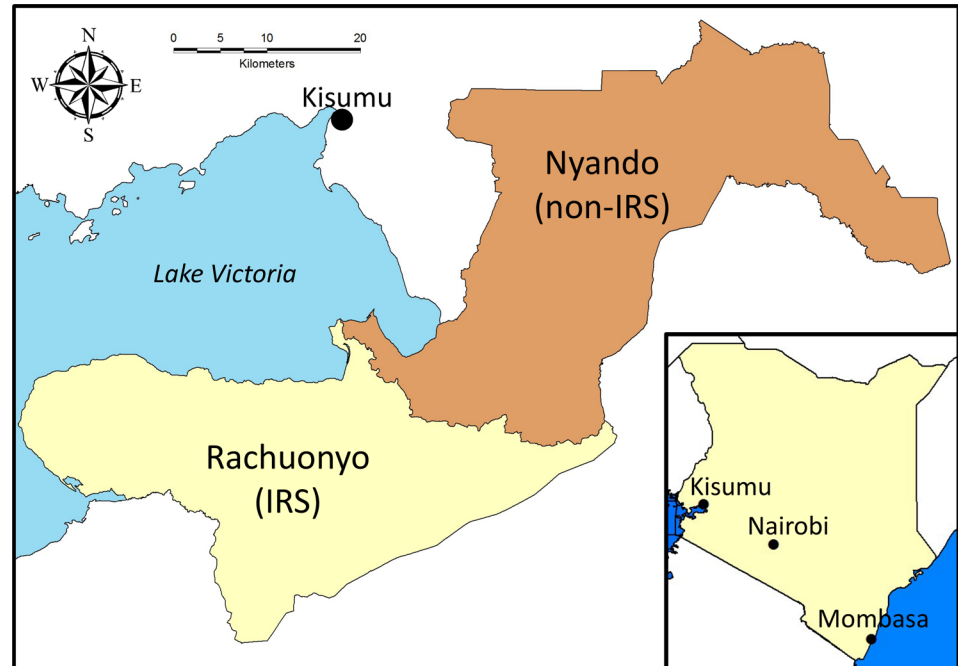 N
W E
S
0 5 10 20
Kilometers
Kisumu
Nyando
(non-IRS)
Lake Victoria
Rachuonyo
(IRS)
Kisumu
Nairobi
Mombasa